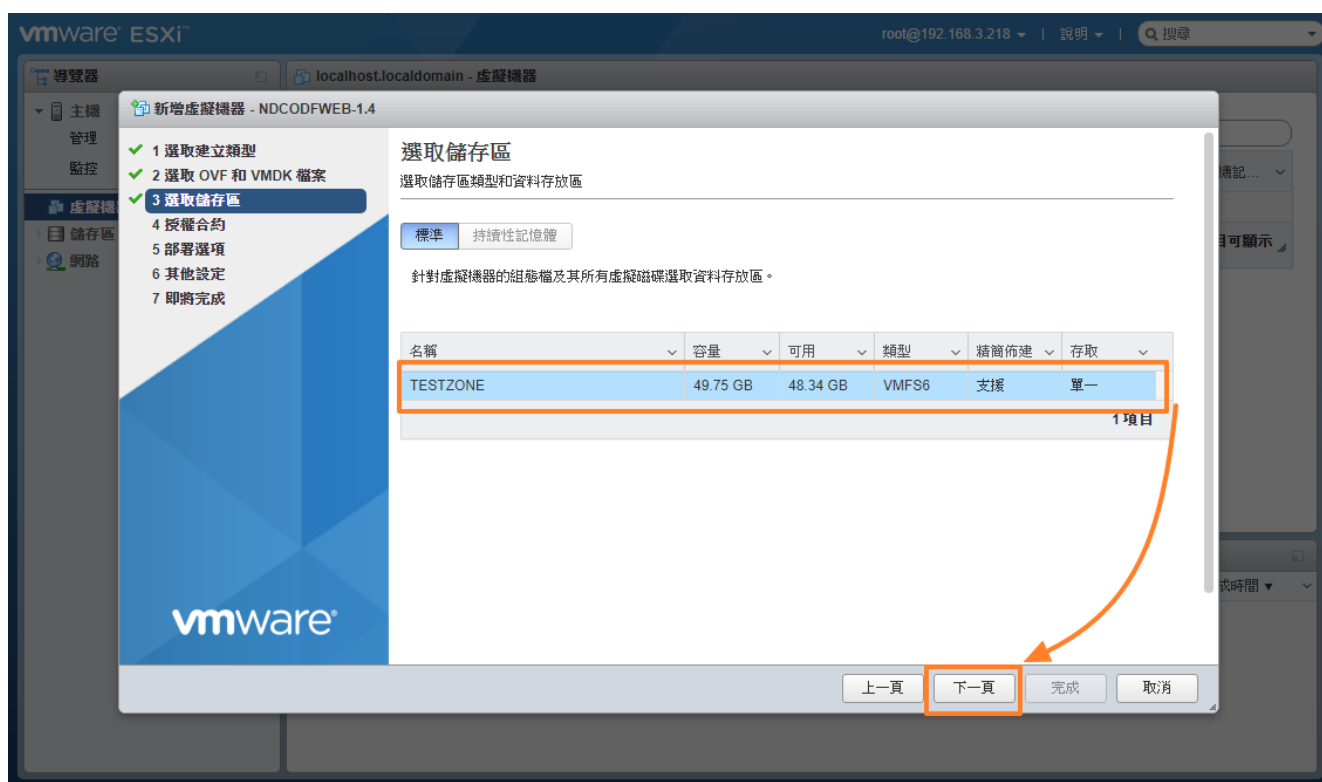 vmware ESXi™
root@192.168.3.218 | 說明 | 搜尋
導覽器
localhost.localdomain - 虛擬機器
主機
管理
監控
虛擬機
儲存區
網路
新增虛擬機器 - NDCODFWEB-1.4
1 選取建立類型
2 選取 OVF 和 VMDK 檔案
3 選取儲存區
4 授權合約
5 部署選項
6 其他設定
7 即將完成
vmware®
選取儲存區
選取儲存區類型和資料存放區
標準 持續性記憶體
針對虛擬機器的組態檔及其所有虛擬磁碟選取資料存放區。
名稱 容量 可用 類型 精簡佈建 存取
TESTZONE 49.75 GB 48.34 GB VMFS6 支援 單一
1 項目
上一頁 下一頁 完成 取消
機記...
可顯示
時間